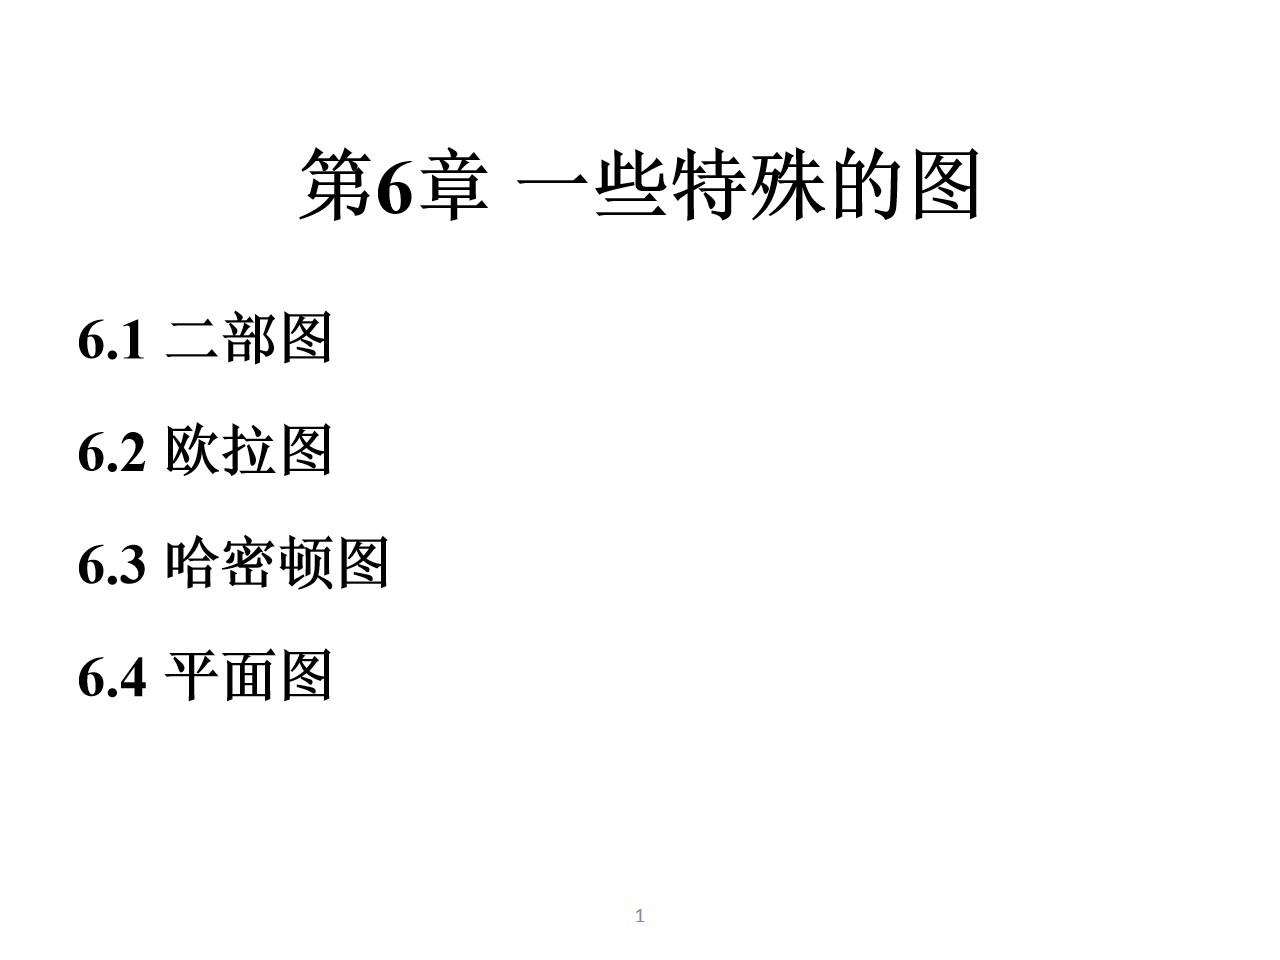 第6章 一些特殊的图
6.1 二部图
6.2 欧拉图
6.3 哈密顿图
6.4 平面图
1